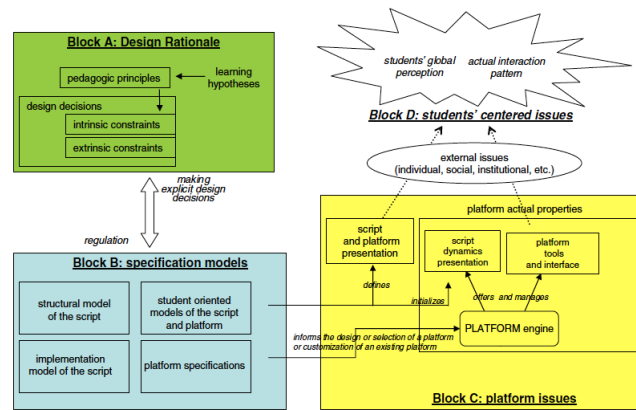 Block A: Design Rationale
pedagogic principles
learning
hypotheses
design decisions
intrinsic constraints
extrinsic constraints
making
explicit design
decisions
regulation
Block B: specification models
structural model
of the script
student oriented
models of the script
and platform
implementation
model of the script
platform specifications
students' global
perception
actual interaction
pattern
Block D: students' centered issues
external issues
(individual, social, institutional, etc.)
platform actual properties
script
and platform
presentation
script
dynamics
presentation
platform
tools
and interface
defines
initializes
offers and manages
informs the design or selection of a platform
or customization of an existing platform
PLATFORM engine
Block C: platform issues